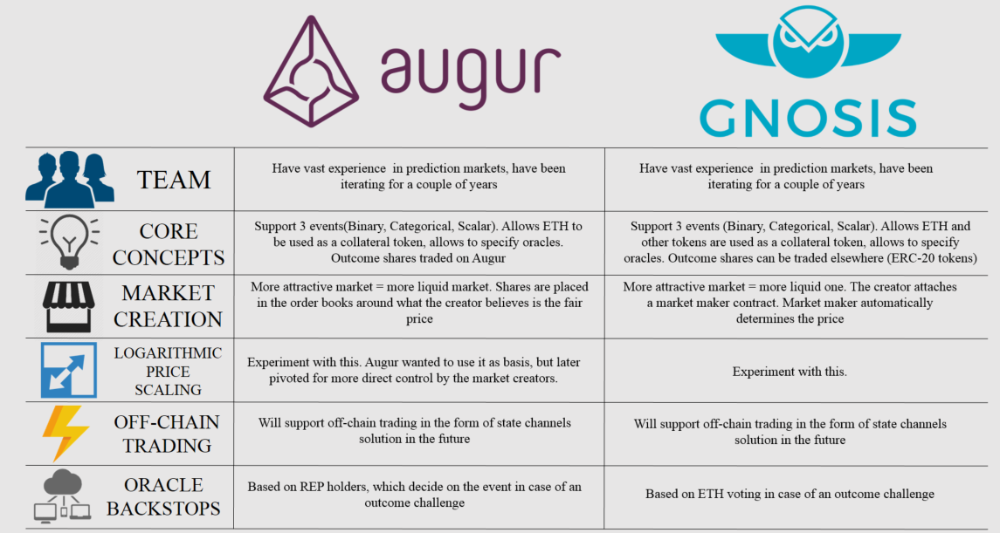 augur
GNOSIS
TEAM
Have vast experience in prediction markets, have been
iterating for a couple of years
Have vast experience in prediction markets, have been
iterating for a couple of years
CORE
CONCEPTS
Support 3 events(Binary, Categorical, Scalar). Allows ETH to
be used as a collateral token, allows to specify oracles.
Outcome shares traded on Augur
Support 3 events (Binary, Categorical, Scalar). Allows ETH and
other tokens are used as a collateral token, allows to specify
oracles. Outcome shares can be traded elsewhere (ERC-20 tokens)
MARKET
CREATION
More attractive market = more liquid market. Shares are placed
in the order books around what the creator believes is the fair
price
More attractive market = more liquid one. The creator attaches
a market maker contract. Market maker automatically
determines the price
LOGARITHMIC
PRICE
SCALING
Experiment with this. Augur wanted to use it as basis, but later
pivoted for more direct control by the market creators.
Experiment with this.
OFF-CHAIN
TRADING
Will support off-chain trading in the form of state channels
solution in the future
Will support off-chain trading in the form of state channels
solution in the future
ORACLE
BACKSTOPS
Based on REP holders, which decide on the event in case of an
outcome challenge
Based on ETH voting in case of an outcome challenge